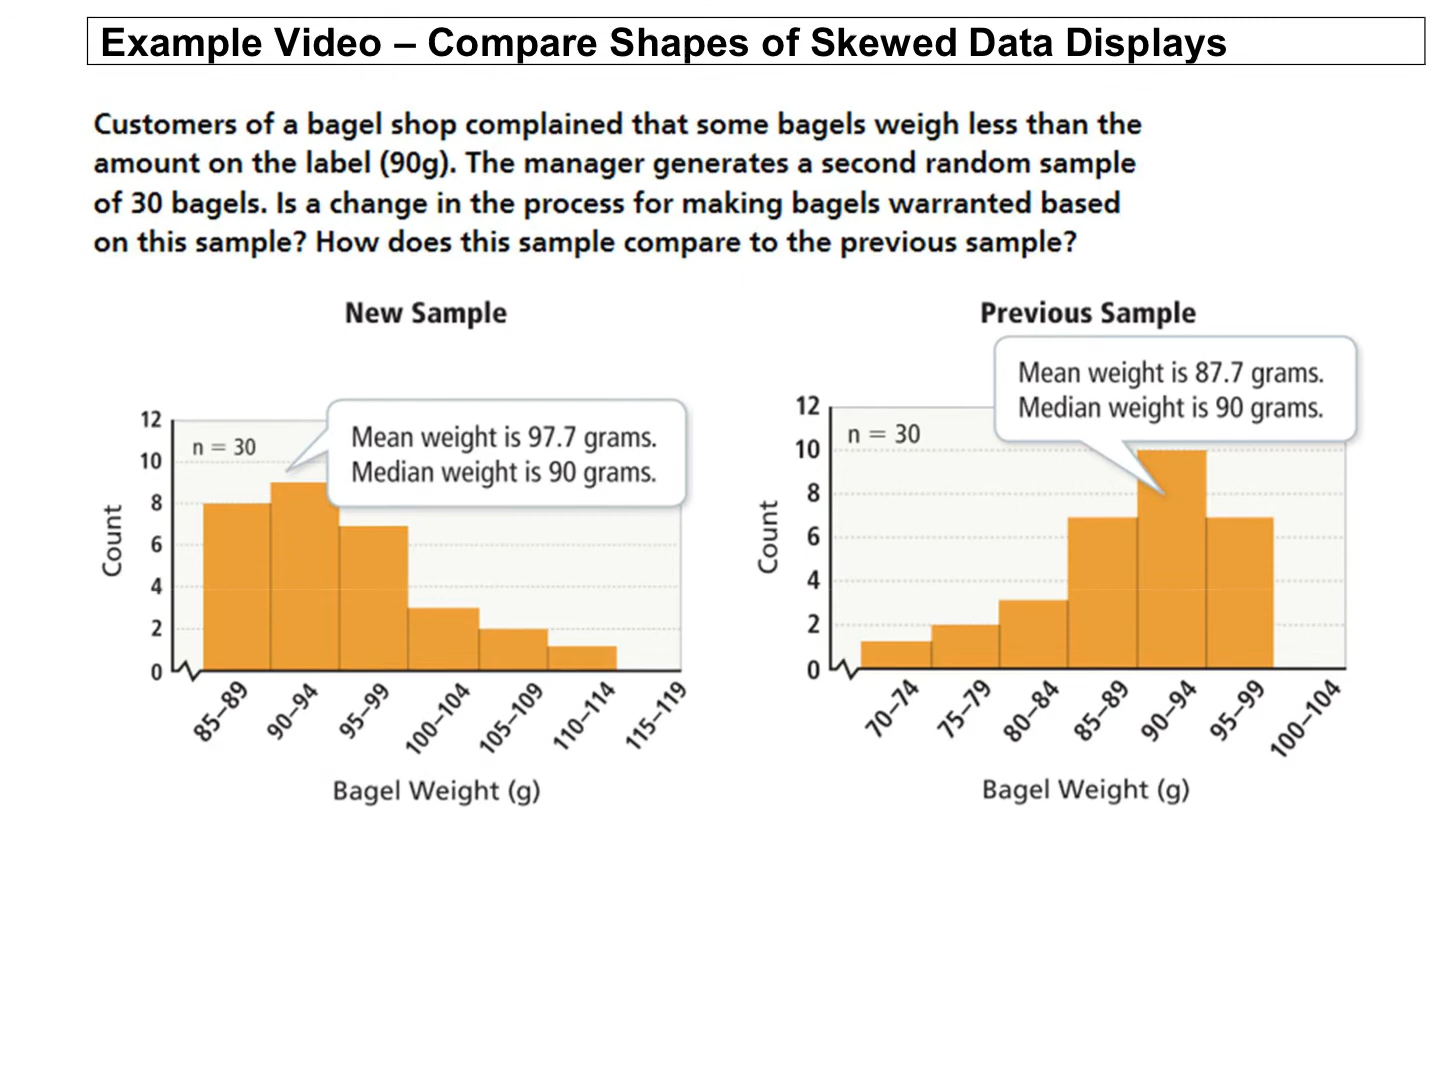 Example Video – Compare Shapes of Skewed Data Displays
Customers of a bagel shop complained that some bagels weigh less than the
amount on the label (90g). The manager generates a second random sample
of 30 bagels. Is a change in the process for making bagels warranted based
on this sample? How does this sample compare to the previous sample?
New Sample
12
10
8
6
4
2
0
Count
n = 30
Mean weight is 97.7 grams.
Median weight is 90 grams.
85–89
90–94
95–99
100–104
105–109
110–114
115–119
Bagel Weight (g)
Previous Sample
12
10
8
6
4
2
0
Count
n = 30
Mean weight is 87.7 grams.
Median weight is 90 grams.
70–74
75–79
80–84
85–89
90–94
95–99
100–104
Bagel Weight (g)